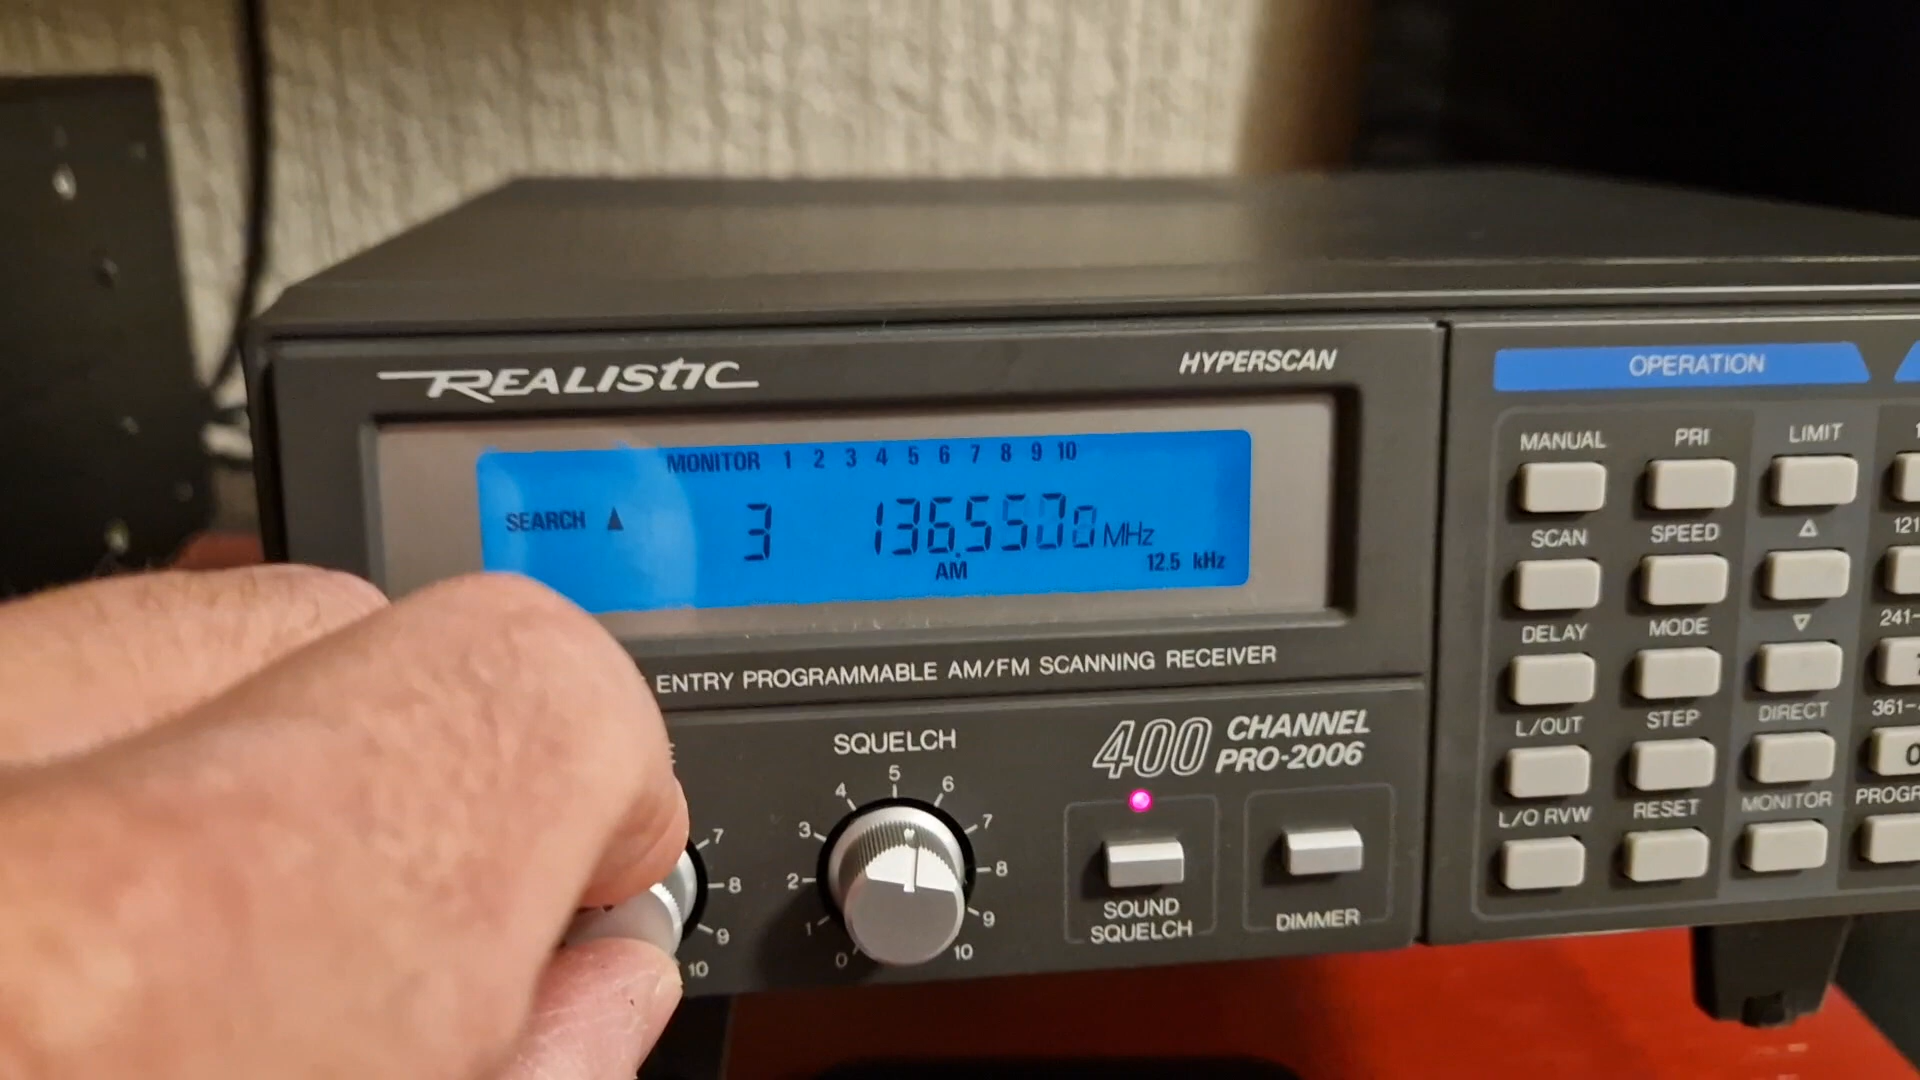 REALISTIC
HYPERSCAN
OPERATION
MONITOR 1 2 3 4 5 6 7 8 9 10
SEARCH ▲ 3 136.5500 MHz
AM 12.5 kHz
ENTRY PROGRAMMABLE AM/FM SCANNING RECEIVER
400 CHANNEL
PRO-2006
SQUELCH
0 1 2 3 4 5 6 7 8 9 10
7
8
9
10
SOUND
SQUELCH
DIMMER
MANUAL PRI LIMIT
SCAN SPEED △
DELAY MODE ▽
L/OUT STEP DIRECT
L/O RVW RESET MONITOR
121
241-
361-
0
PROGR